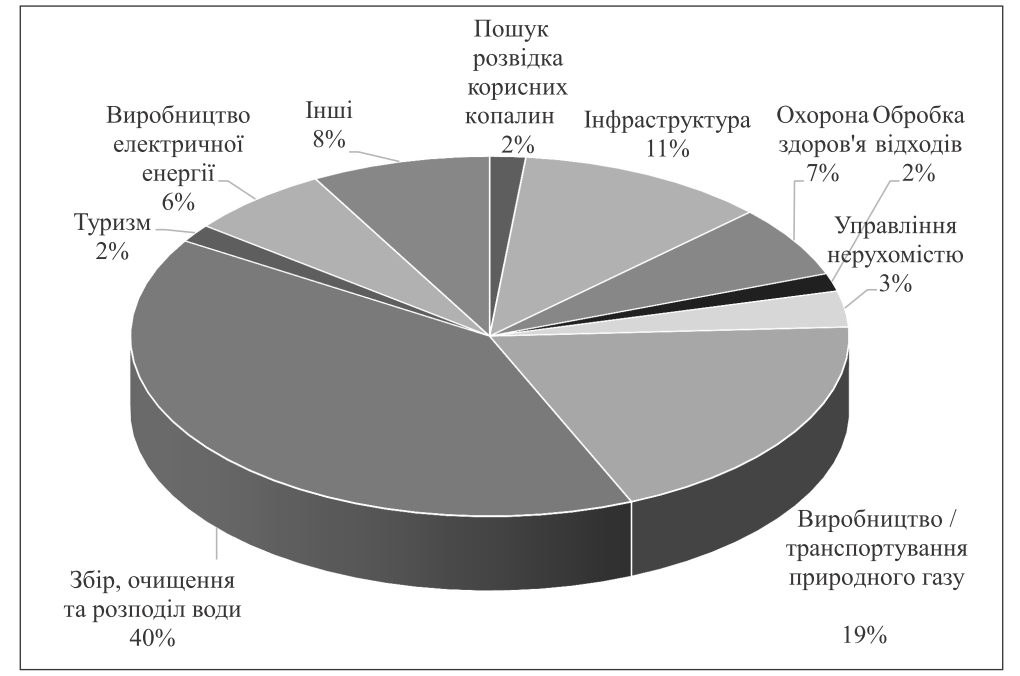 Пошук
розвідка
корисних
копалин
2%
Інфраструктура
11%
Охорона
здоров'я
7%
Обробка
відходів
2%
Управління
нерухомістю
3%
Виробництво /
транспортування
природного газу
19%
Збір, очищення
та розподіл води
40%
Туризм
2%
Виробництво
електричної
енергії
6%
Інші
8%